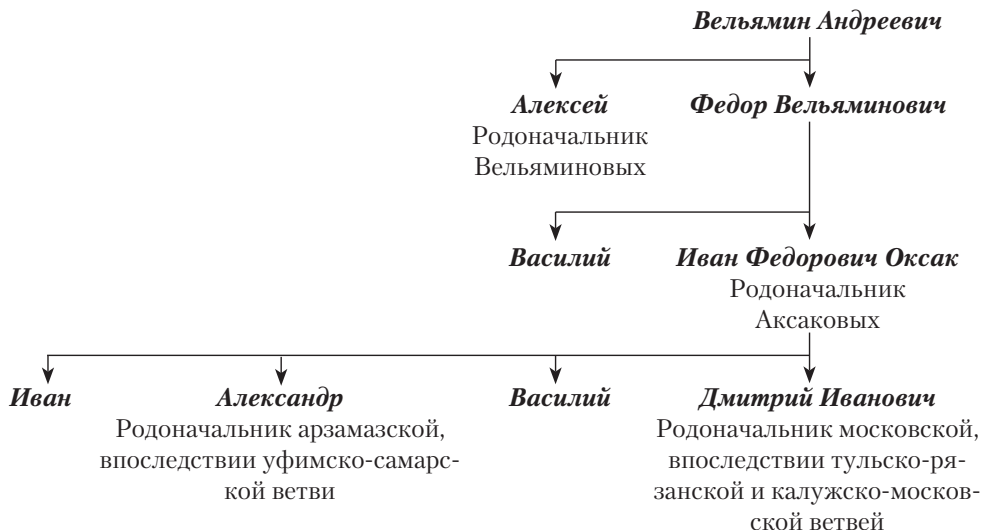 Вельямин Андреевич
Алексей
Родоначальник
Вельяминовых
Федор Вельяминович
Василий
Иван Федорович Оксак
Родоначальник
Аксаковых
Иван
Александр
Родоначальник арзамазской,
впоследствии уфимско-самарс-
кой ветви
Василий
Дмитрий Иванович
Родоначальник московской,
впоследствии тульско-ря-
занской и калужско-москов-
ской ветвей